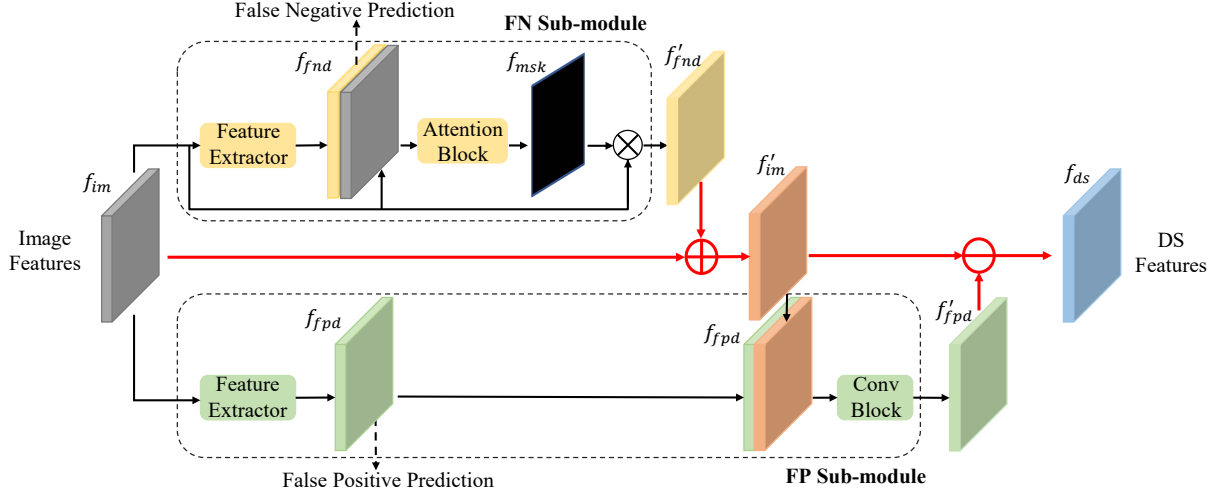 False Negative Prediction
FN Sub-module
f_fnd
f_msk
f'_fnd
Feature
Extractor
Attention
Block
f_im
f'_im
f_ds
Image
Features
DS
Features
f_fpd
f_fpd
f'_fpd
Feature
Extractor
Conv
Block
False Positive Prediction
FP Sub-module